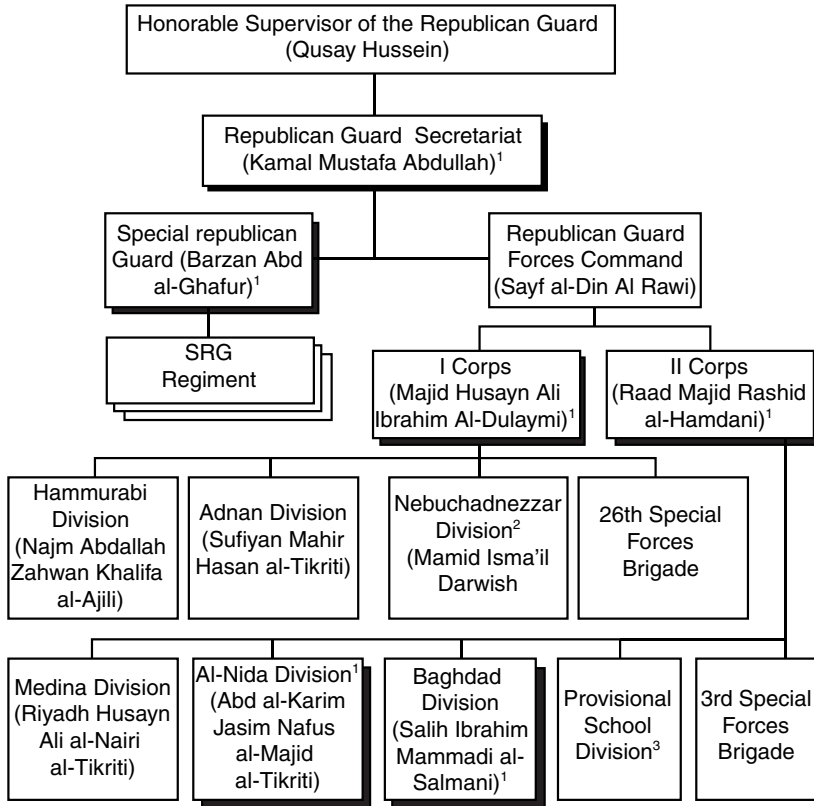 Honorable Supervisor of the Republican Guard
(Qusay Hussein)
Republican Guard Secretariat
(Kamal Mustafa Abdullah)¹
Special republican
Guard (Barzan Abd
al-Ghafur)¹
Republican Guard
Forces Command
(Sayf al-Din Al Rawi)
SRG
Regiment
I Corps
(Majid Husayn Ali
Ibrahim Al-Dulaymi)¹
II Corps
(Raad Majid Rashid
al-Hamdani)¹
Hammurabi
Division
(Najm Abdallah
Zahwan Khalifa
al-Ajili)
Adnan Division
(Sufiyan Mahir
Hasan al-Tikriti)
Nebuchadnezzar
Division²
(Mamid Isma'il
Darwish
26th Special
Forces
Brigade
Medina Division
(Riyadh Husayn
Ali al-Nairi
al-Tikriti)
Al-Nida Division¹
(Abd al-Karim
Jasim Nafus
al-Majid
al-Tikriti)
Baghdad
Division
(Salih Ibrahim
Mammadi al-
Salmani)¹
Provisional
School
Division³
3rd Special
Forces
Brigade